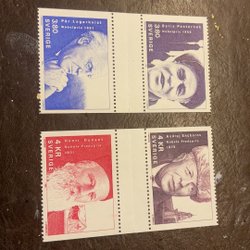 3.80
SVERIGE
Pär Lagerkvist
Nobelpris 1951
3.80
SVERIGE
Boris Pasternak
Nobelpris 1958
4 KR
SVERIGE
Henri Dunant
Nobels Fredspris
1901
4 KR
SVERIGE
Andrej Sacharov
Nobels Fredspris
1975